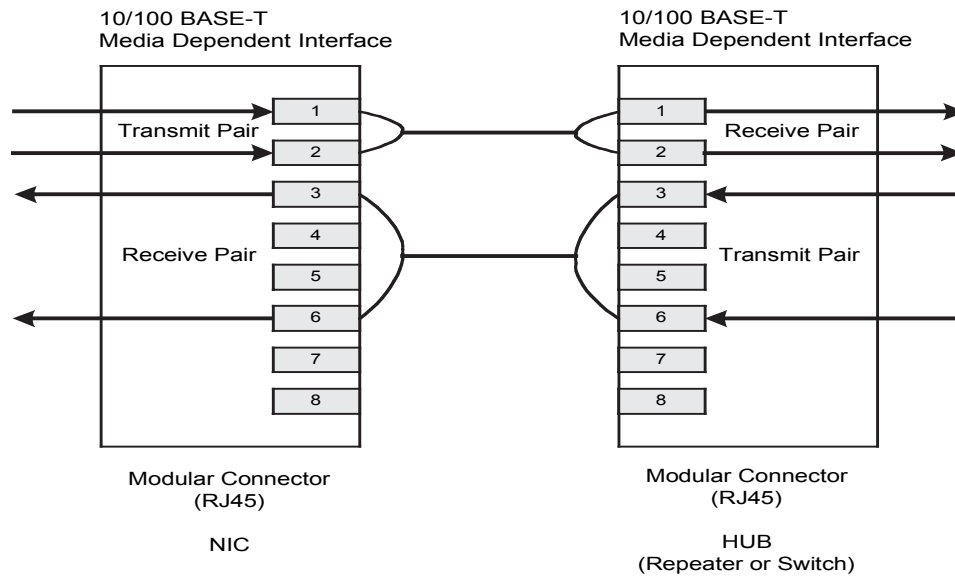 10/100 BASE-T
Media Dependent Interface
10/100 BASE-T
Media Dependent Interface
1
Transmit Pair
2
3
4
Receive Pair
5
6
7
8
1
Receive Pair
2
3
4
Transmit Pair
5
6
7
8
Modular Connector
(RJ45)
NIC
Modular Connector
(RJ45)
HUB
(Repeater or Switch)